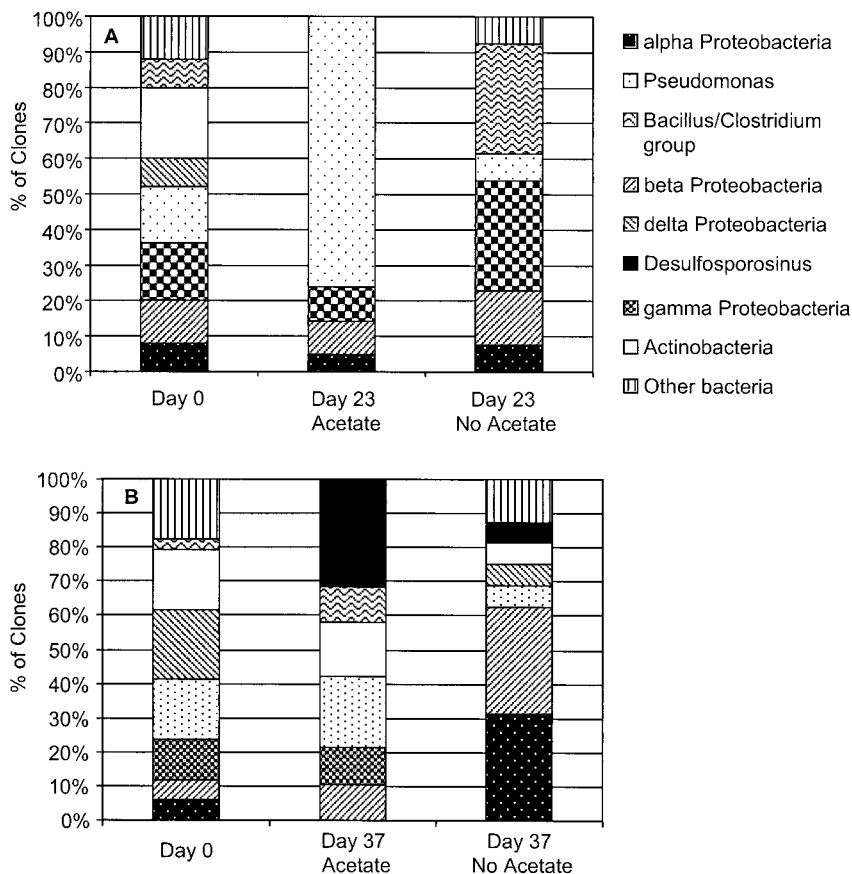 A
100%
90%
80%
70%
60%
50%
40%
30%
20%
10%
0%
% of Clones
Day 0
Day 23
Acetate
Day 23
No Acetate
alpha Proteobacteria
Pseudomonas
Bacillus/Clostridium
group
beta Proteobacteria
delta Proteobacteria
Desulfosporosinus
gamma Proteobacteria
Actinobacteria
Other bacteria
B
100%
90%
80%
70%
60%
50%
40%
30%
20%
10%
0%
% of Clones
Day 0
Day 37
Acetate
Day 37
No Acetate